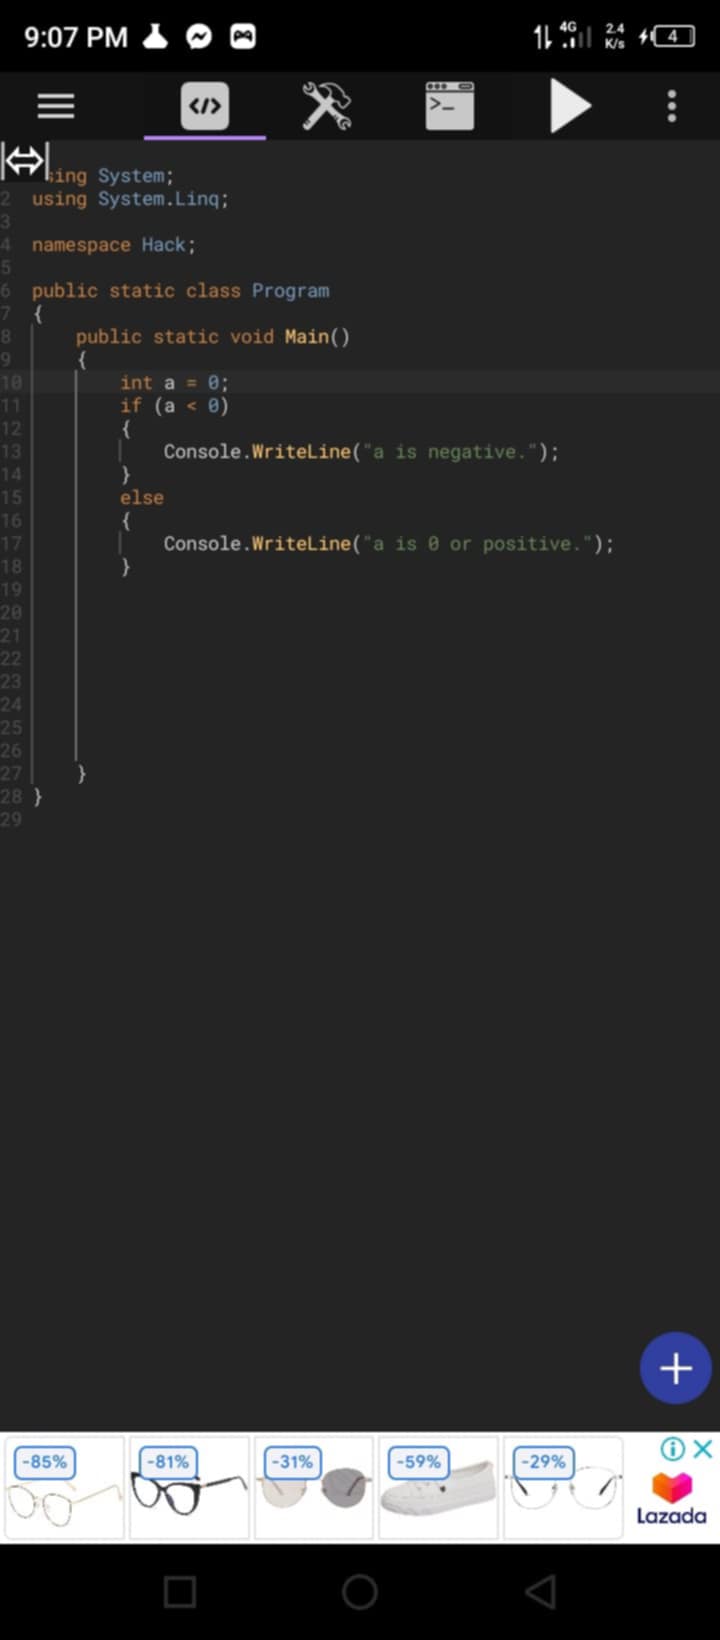 9:07 PM 4G 2.4 K/s 4
</>
>_
sing System;
2 using System.Linq;
3
4 namespace Hack;
5
6 public static class Program
7 {
8 public static void Main()
9 {
10 int a = 0;
11 if (a < 0)
12 {
13 Console.WriteLine("a is negative.");
14 }
15 else
16 {
17 Console.WriteLine("a is 0 or positive.");
18 }
19
20
21
22
23
24
25
26
27 }
28 }
29
-85% -81% -31% -59% -29%
Lazada